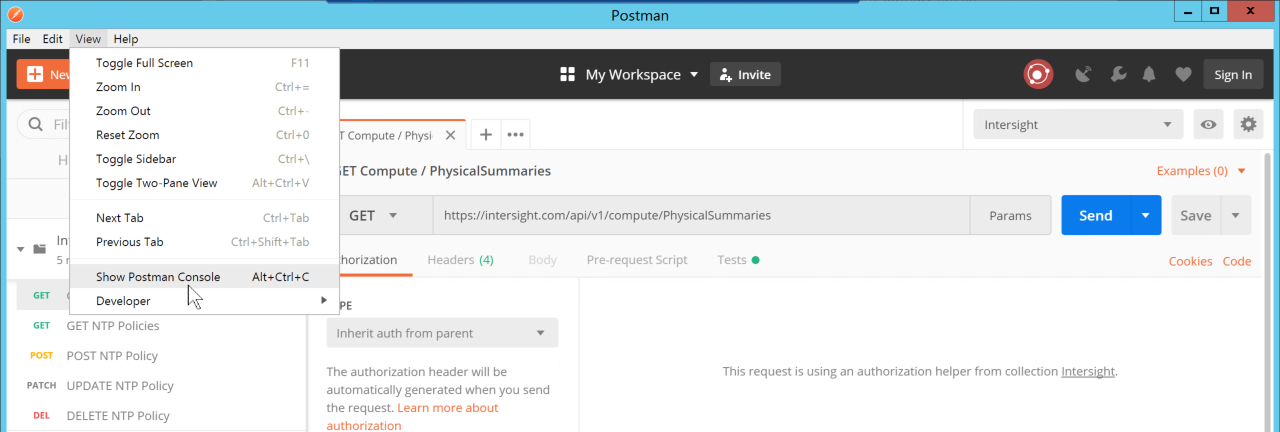 Postman
File Edit View Help
New
My Workspace
Invite
Sign In
Toggle Full Screen F11
Zoom In Ctrl+=
Zoom Out Ctrl+-
Reset Zoom Ctrl+0
Toggle Sidebar Ctrl+\
Toggle Two-Pane View Alt+Ctrl+V
Next Tab Ctrl+Tab
Previous Tab Ctrl+Shift+Tab
Show Postman Console Alt+Ctrl+C
Developer
T Compute / Physi
Intersight
GET Compute / PhysicalSummaries
Examples (0)
GET https://intersight.com/api/v1/compute/PhysicalSummaries Params Send Save
horization Headers (4) Body Pre-request Script Tests Cookies Code
GET
GET GET NTP Policies
POST POST NTP Policy
PATCH UPDATE NTP Policy
DEL DELETE NTP Policy
PE
Inherit auth from parent
The authorization header will be
automatically generated when you send
the request. Learn more about
authorization
This request is using an authorization helper from collection Intersight.